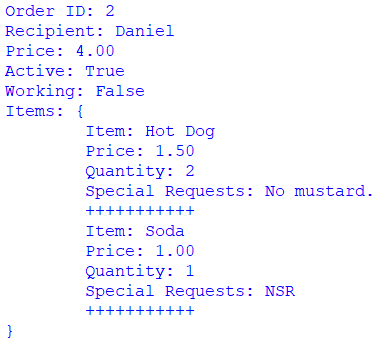 Order ID: 2
Recipient: Daniel
Price: 4.00
Active: True
Working: False
Items: {
Item: Hot Dog
Price: 1.50
Quantity: 2
Special Requests: No mustard.
+++++++++++
Item: Soda
Price: 1.00
Quantity: 1
Special Requests: NSR
+++++++++++
}